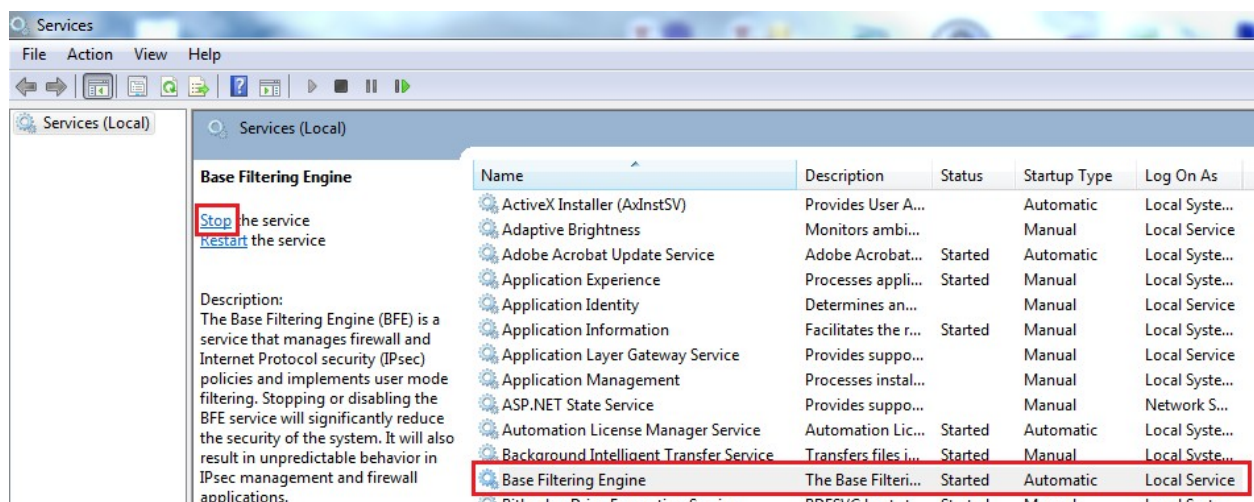 Services
File Action View Help
Services (Local)
Services (Local)
Base Filtering Engine
Stop the service
Restart the service
Description:
The Base Filtering Engine (BFE) is a
service that manages firewall and
Internet Protocol security (IPsec)
policies and implements user mode
filtering. Stopping or disabling the
BFE service will significantly reduce
the security of the system. It will also
result in unpredictable behavior in
IPsec management and firewall
applications.
Name Description Status Startup Type Log On As
ActiveX Installer (AxInstSV) Provides User A... Automatic Local Syste...
Adaptive Brightness Monitors ambi... Manual Local Service
Adobe Acrobat Update Service Adobe Acrobat... Started Automatic Local Syste...
Application Experience Processes appli... Started Manual Local Syste...
Application Identity Determines an... Manual Local Service
Application Information Facilitates the r... Started Manual Local Syste...
Application Layer Gateway Service Provides suppo... Manual Local Service
Application Management Processes instal... Manual Local Syste...
ASP.NET State Service Provides suppo... Manual Network S...
Automation License Manager Service Automation Lic... Started Automatic Local Syste...
Background Intelligent Transfer Service Transfers files i... Started Manual Local Syste...
Base Filtering Engine The Base Filteri... Started Automatic Local Service